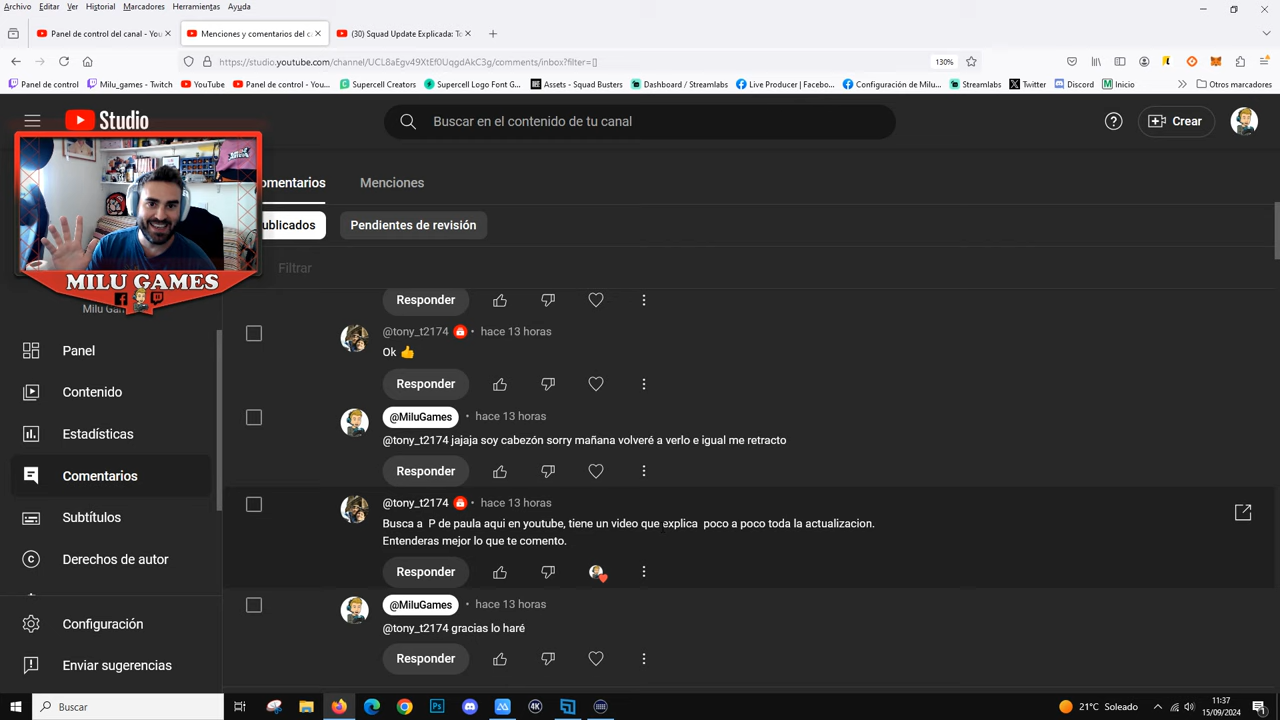 Archivo Editar Ver Historial Marcadores Herramientas Ayuda
Panel de control del canal - You
Menciones y comentarios del c
(30) Squad Update Explicada: To
https://studio.youtube.com/channel/UCL8aEgv49XtEf0UqgdAkC3g/comments/inbox?filter=[]
130%
Panel de control
Milu_games - Twitch
YouTube
Panel de control - You...
Supercell Creators
Supercell Logo Font G...
Assets - Squad Busters
Dashboard / Streamlabs
Live Producer | Facebo...
Configuración de Milu...
Streamlabs
Twitter
Discord
Inicio
Otros marcadores
Studio
Buscar en el contenido de tu canal
Crear
omentarios
Menciones
ublicados
Pendientes de revisión
Filtrar
MILU GAMES
Milu Ga
Panel
Contenido
Estadísticas
Comentarios
Subtítulos
Derechos de autor
Configuración
Enviar sugerencias
Responder
@tony_t2174 • hace 13 horas
Ok 👍
Responder
@MiluGames • hace 13 horas
@tony_t2174 jajaja soy cabezón sorry mañana volveré a verlo e igual me retracto
Responder
@tony_t2174 • hace 13 horas
Busca a P de paula aqui en youtube, tiene un video que explica poco a poco toda la actualizacion.
Entenderas mejor lo que te comento.
Responder
@MiluGames • hace 13 horas
@tony_t2174 gracias lo haré
Responder
Buscar
21°C Soleado
11:37
15/09/2024